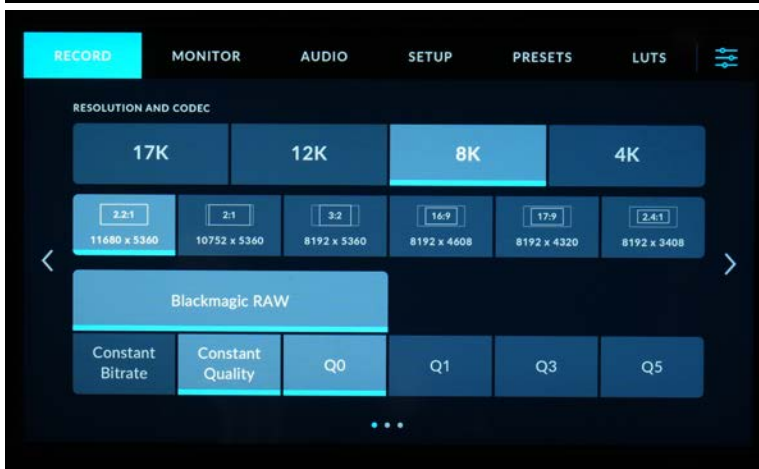 RECORD MONITOR AUDIO SETUP PRESETS LUTS
RESOLUTION AND CODEC
17K 12K 8K 4K
2.2:1 2:1 3:2 16:9 17:9 2.4:1
11680 x 5360 10752 x 5360 8192 x 5360 8192 x 4608 8192 x 4320 8192 x 3408
Blackmagic RAW
Constant Bitrate Constant Quality Q0 Q1 Q3 Q5